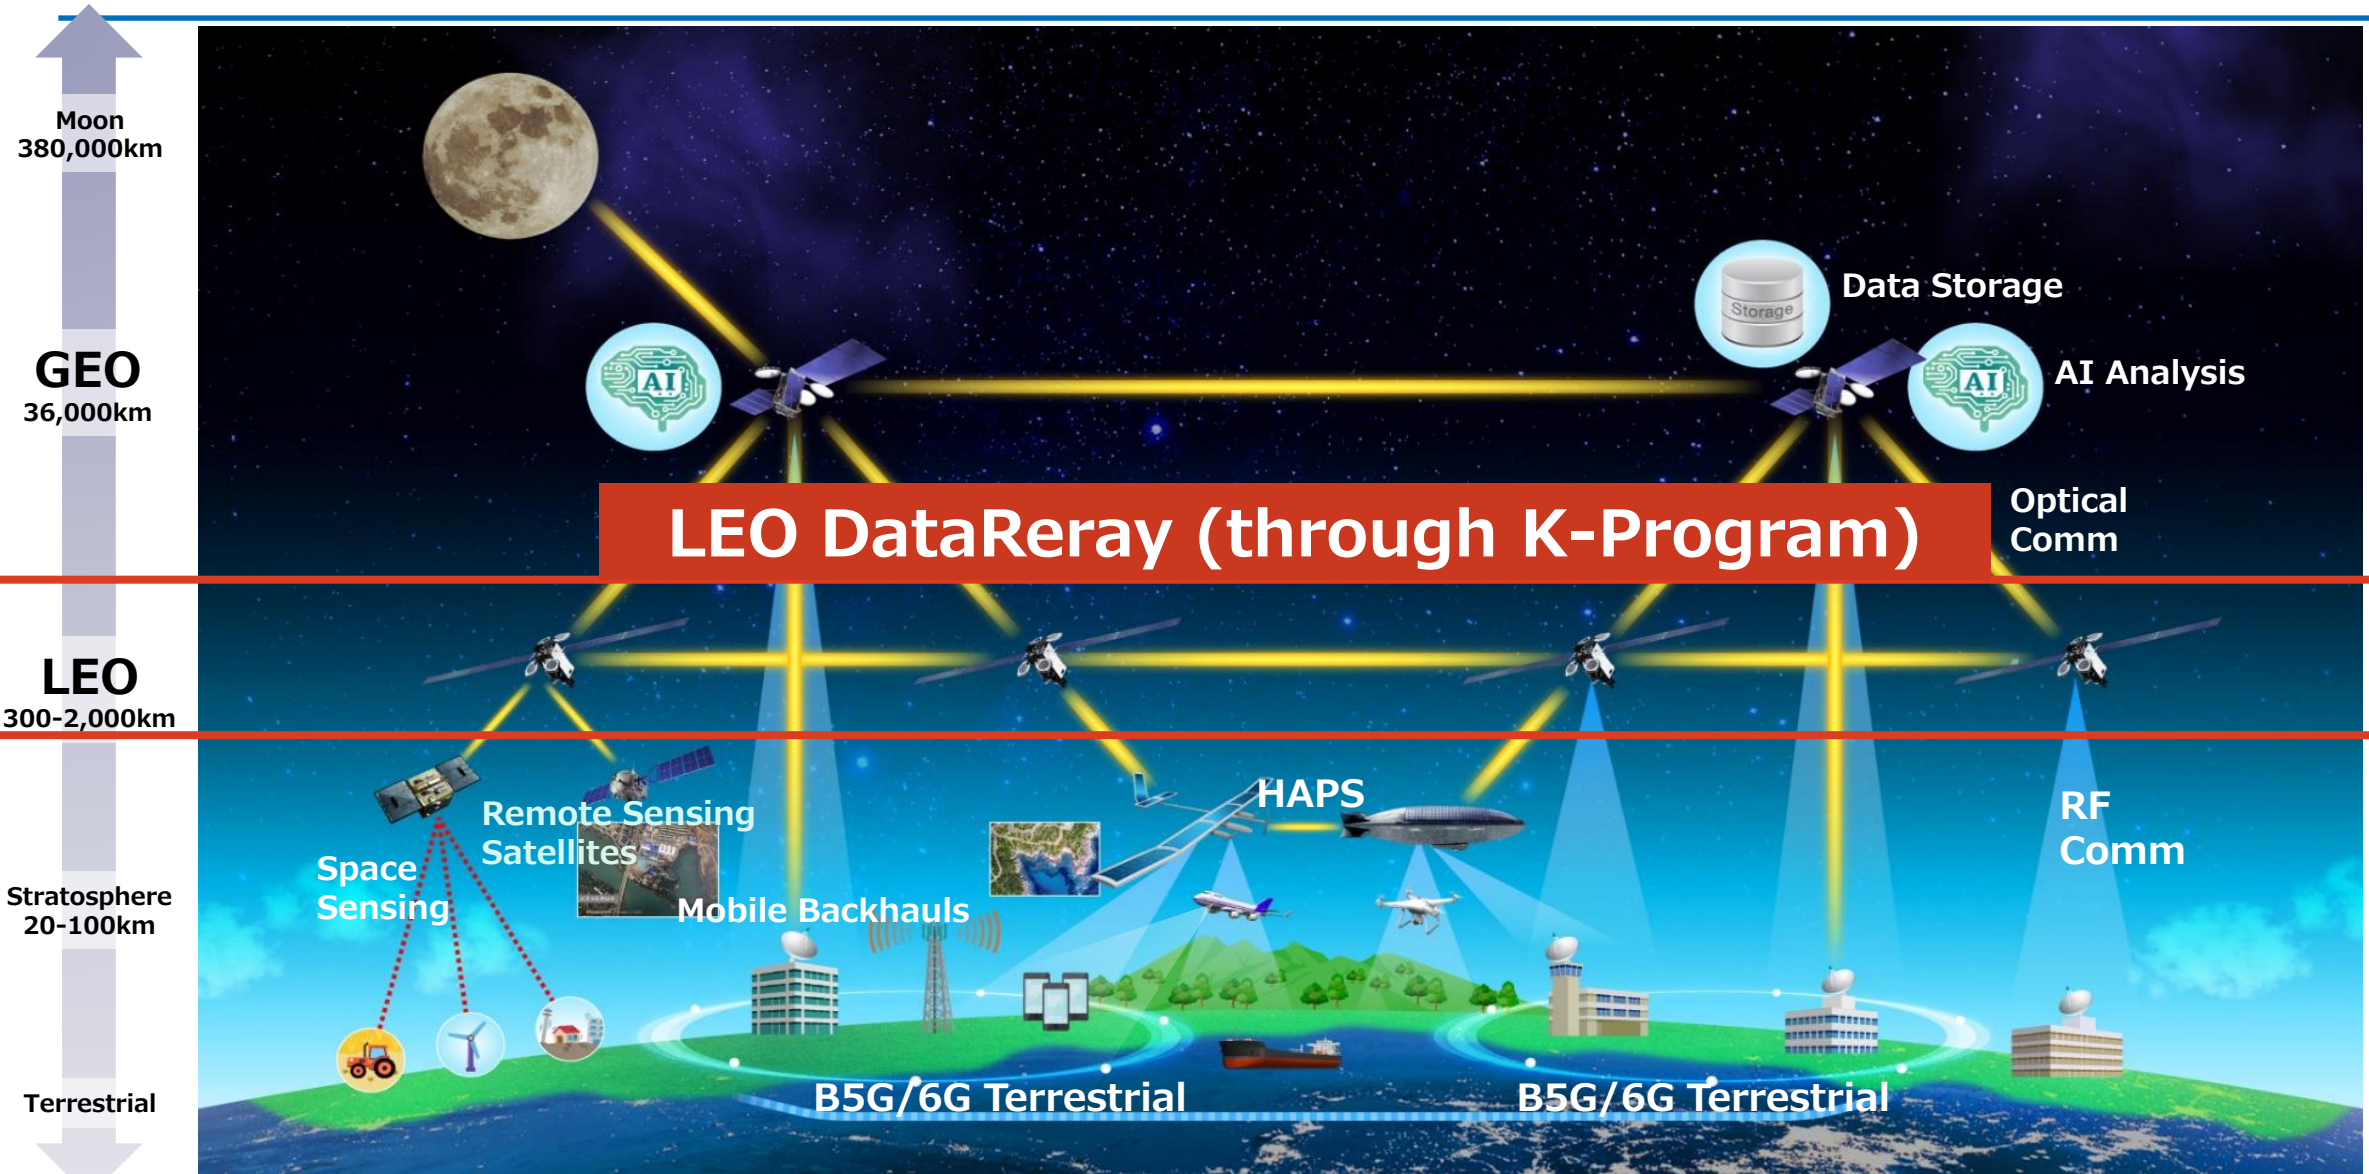 Moon
380,000km
GEO
36,000km
LEO
300-2,000km
Stratosphere
20-100km
Terrestrial
Storage
Data Storage
AI
AI
AI Analysis
LEO DataReray (through K-Program)
Optical
Comm
HAPS
RF
Comm
Remote Sensing
Satellites
Space
Sensing
Mobile Backhauls
B5G/6G Terrestrial
B5G/6G Terrestrial